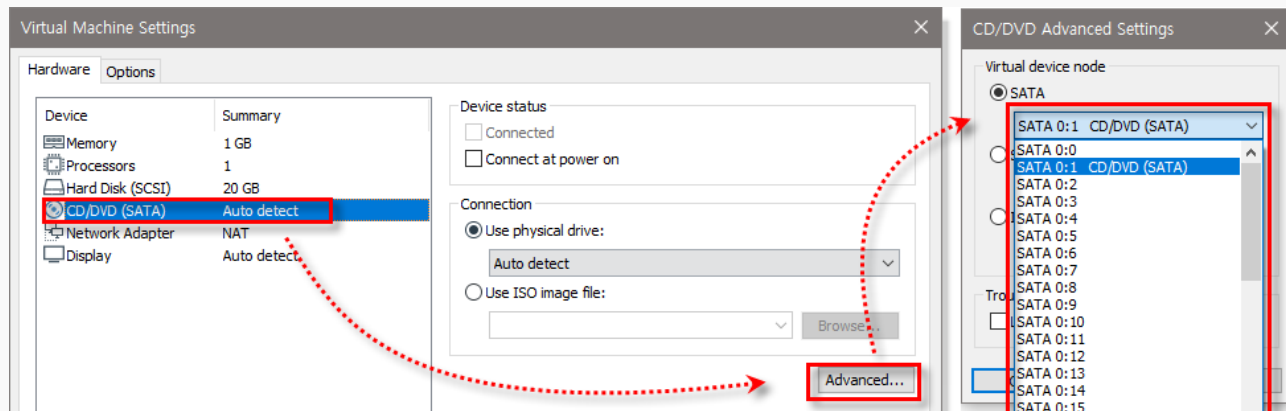 Virtual Machine Settings
Hardware Options
Device Summary
Memory 1 GB
Processors 1
Hard Disk (SCSI) 20 GB
CD/DVD (SATA) Auto detect
Network Adapter NAT
Display Auto detect
Device status
Connected
Connect at power on
Connection
Use physical drive:
Auto detect
Use ISO image file:
Browse...
Advanced...
CD/DVD Advanced Settings
Virtual device node
SATA
SATA 0:1 CD/DVD (SATA)
SATA 0:0
SATA 0:1 CD/DVD (SATA)
SATA 0:2
SATA 0:3
SATA 0:4
SATA 0:5
SATA 0:6
SATA 0:7
SATA 0:8
SATA 0:9
SATA 0:10
SATA 0:11
SATA 0:12
SATA 0:13
SATA 0:14
SATA 0:15